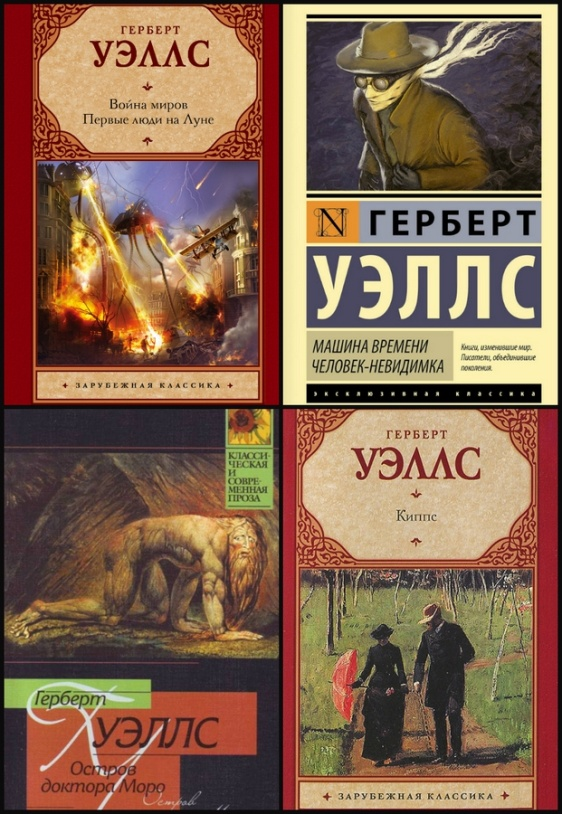 ГЕРБЕРТ
УЭЛЛС
Война миров
Первые люди на Луне
ЗАРУБЕЖНАЯ КЛАССИКА
N ГЕРБЕРТ
УЭЛЛС
МАШИНА ВРЕМЕНИ
ЧЕЛОВЕК-НЕВИДИМКА
Книги, изменившие мир.
Писатели, объединившие
поколения.
ЭКСКЛЮЗИВНАЯ КЛАССИКА
КЛАССИ-
ЧЕСКАЯ
И
СОВРЕ-
МЕННАЯ
ПРОЗА
Герберт
УЭЛЛС
Остров
доктора Моро
Остров
ГЕРБЕРТ
УЭЛЛС
Киппс
ЗАРУБЕЖНАЯ КЛАССИКА